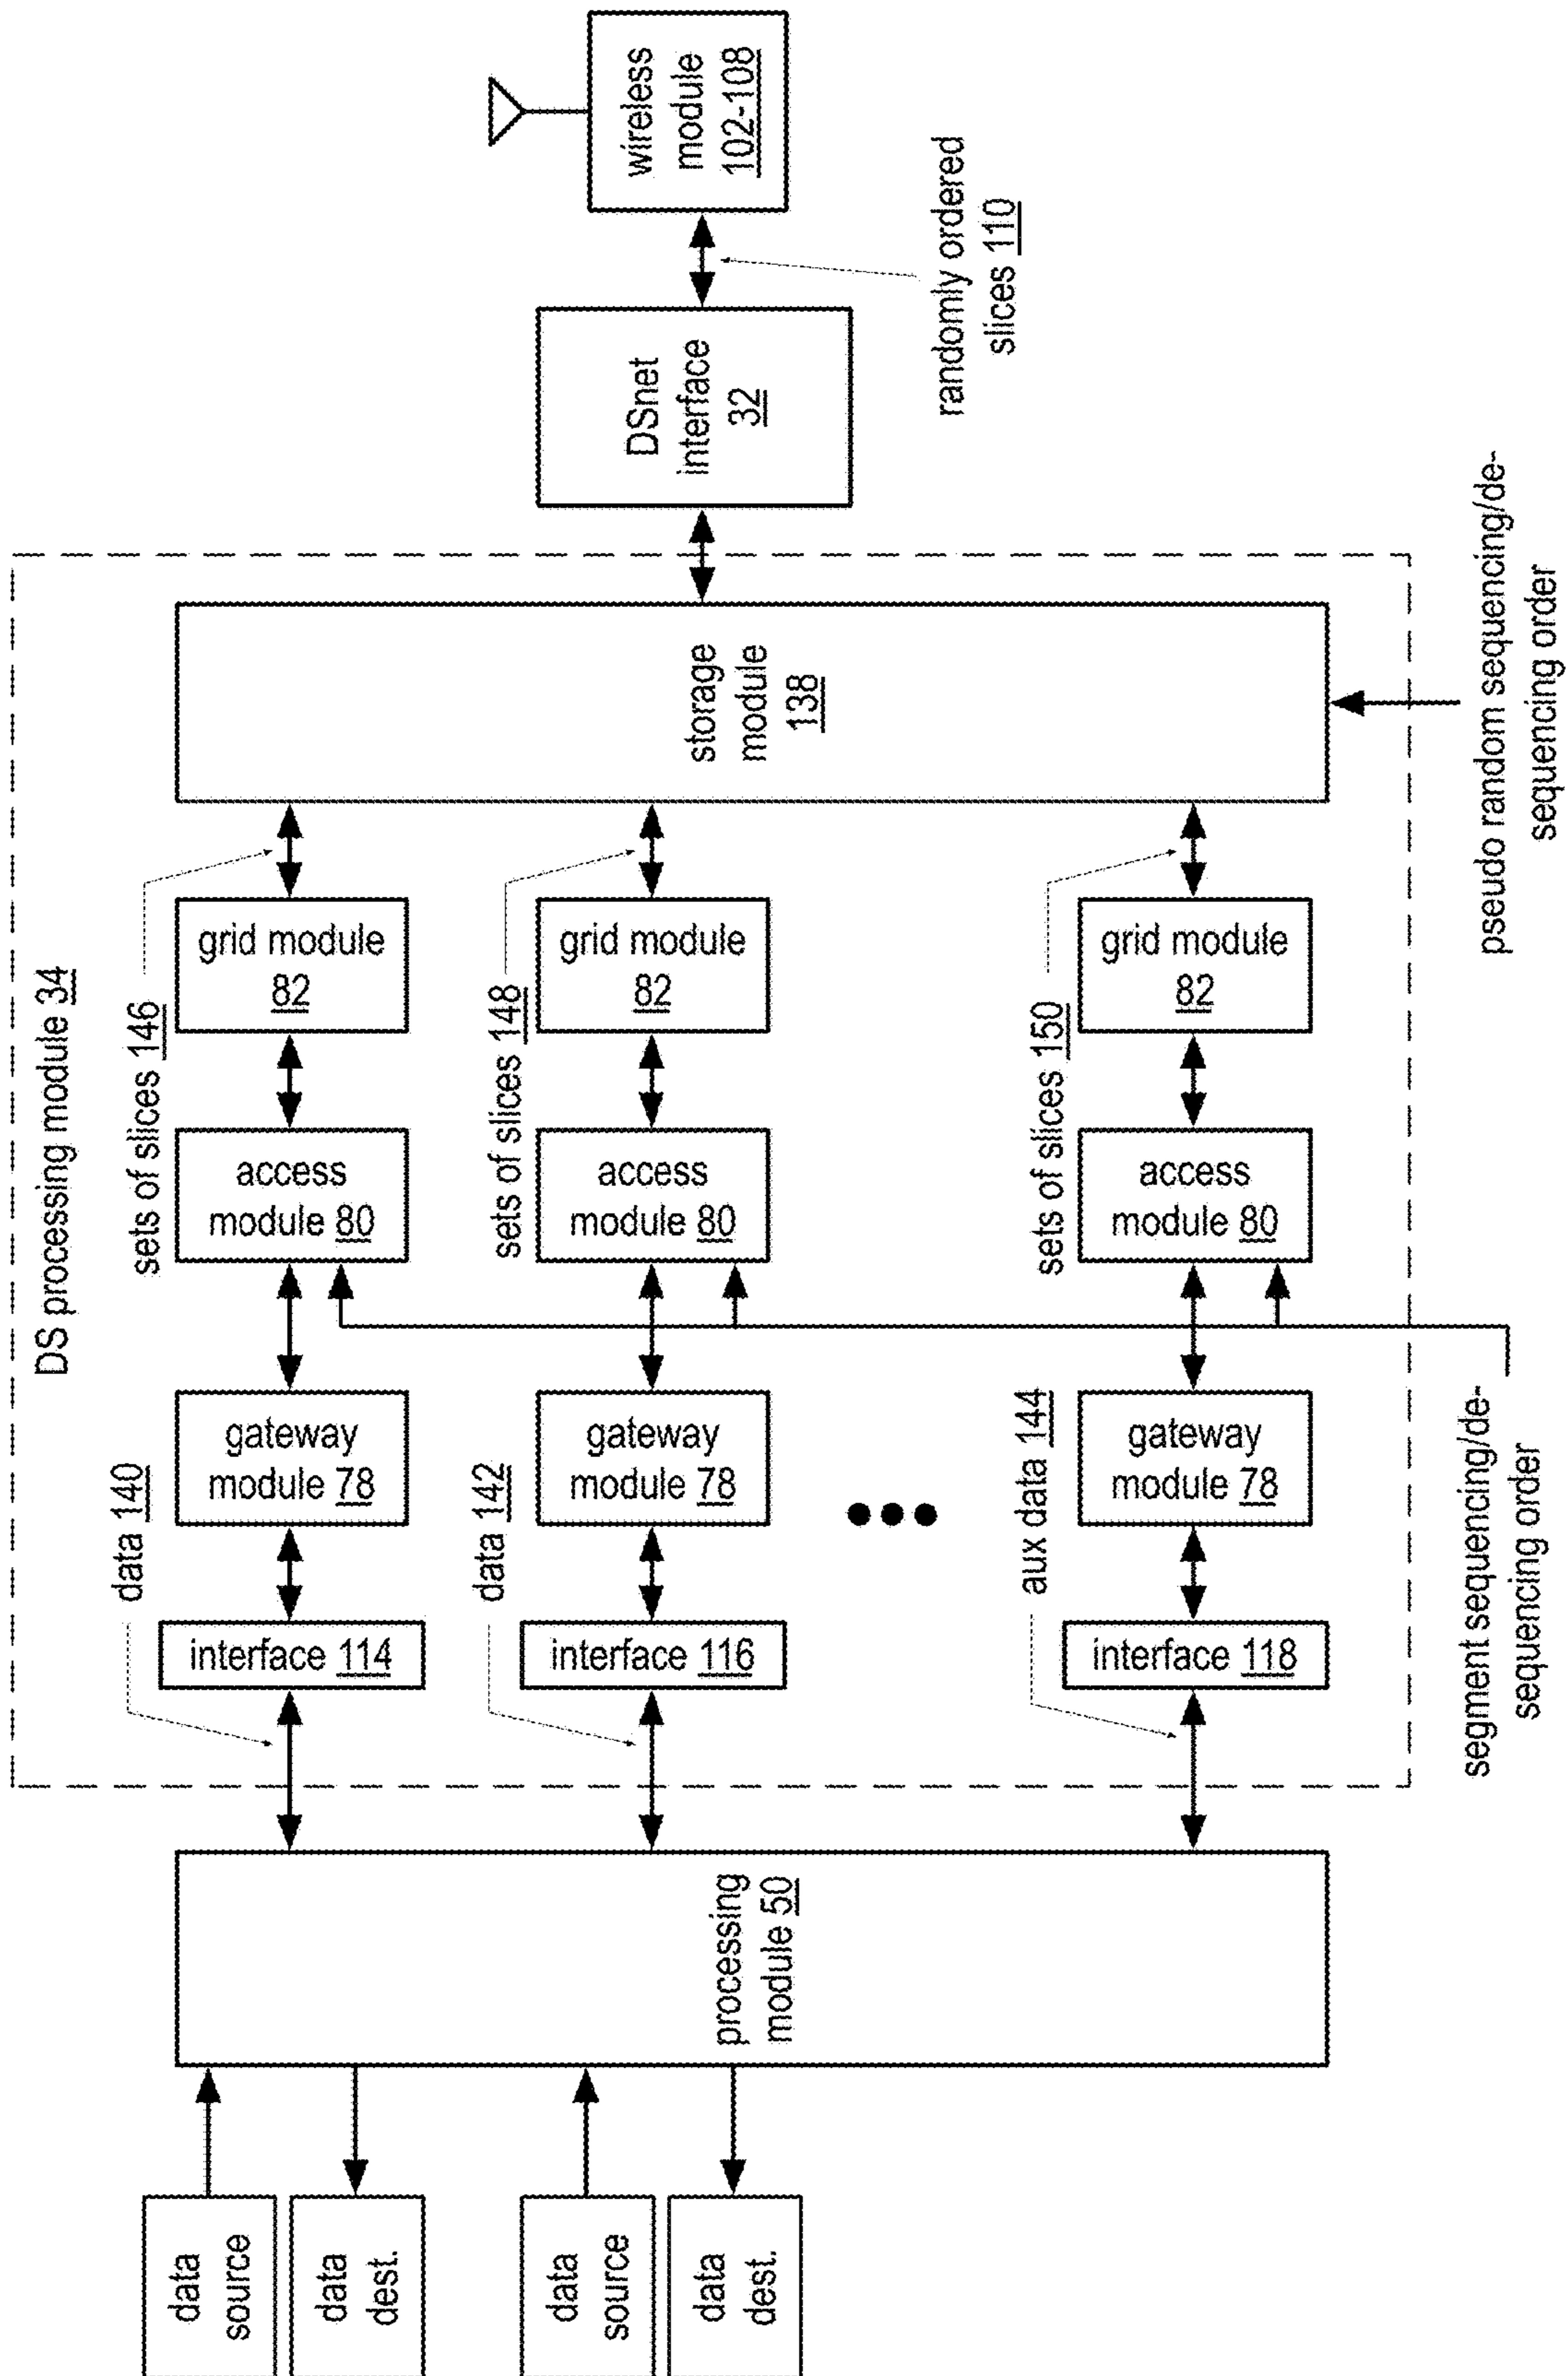 DS processing module 34
data
source
data
dest.
data
source
data
dest.
processing
module 50
data 140
interface 114
gateway
module 78
access
module 80
sets of slices 146
grid module
82
data 142
interface 116
gateway
module 78
access
module 80
sets of slices 148
grid module
82
aux data 144
interface 118
gateway
module 78
access
module 80
sets of slices 150
grid module
82
storage
module
138
DSnet
interface
32
wireless
module
102-108
randomly ordered
slices 110
segment sequencing/de-
sequencing order
pseudo random sequencing/de-
sequencing order